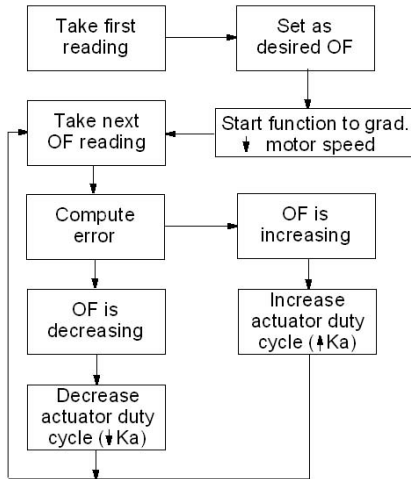 Take first
reading
Set as
desired OF
Take next
OF reading
Start function to grad.
↓ motor speed
Compute
error
OF is
increasing
OF is
decreasing
Increase
actuator duty
cycle (↑Ka)
Decrease
actuator duty
cycle (↓Ka)